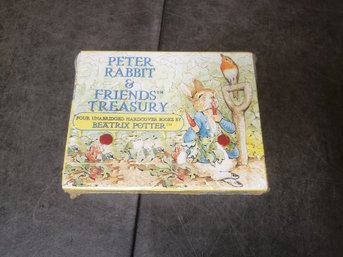 PETER
RABBIT
&
FRIENDS™
TREASURY
FOUR UNABRIDGED HARDCOVER BOOKS BY
BEATRIX POTTER™